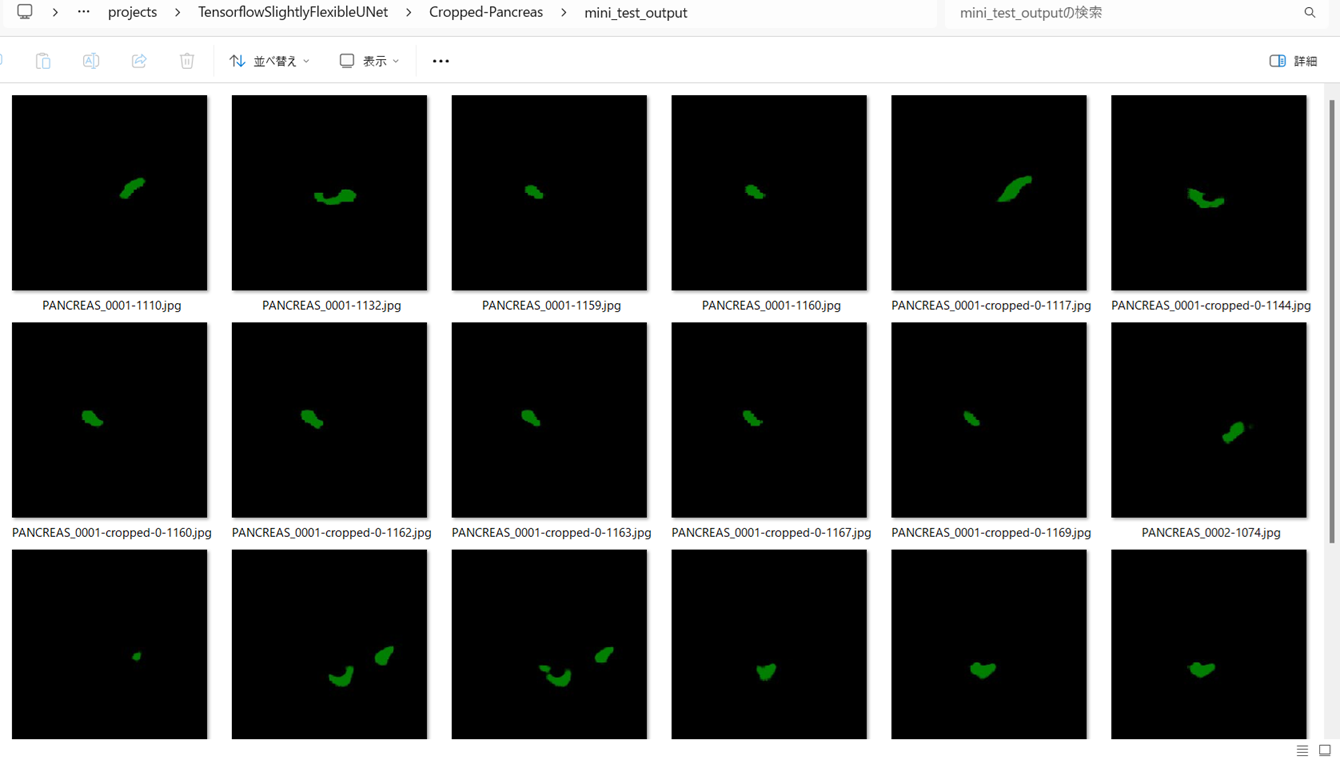 … projects TensorflowSlightlyFlexibleUNet Cropped-Pancreas mini_test_output mini_test_outputの検索
並べ替え 表示 … 詳細
PANCREAS_0001-1110.jpg PANCREAS_0001-1132.jpg PANCREAS_0001-1159.jpg PANCREAS_0001-1160.jpg PANCREAS_0001-cropped-0-1117.jpg PANCREAS_0001-cropped-0-1144.jpg
PANCREAS_0001-cropped-0-1160.jpg PANCREAS_0001-cropped-0-1162.jpg PANCREAS_0001-cropped-0-1163.jpg PANCREAS_0001-cropped-0-1167.jpg PANCREAS_0001-cropped-0-1169.jpg PANCREAS_0002-1074.jpg